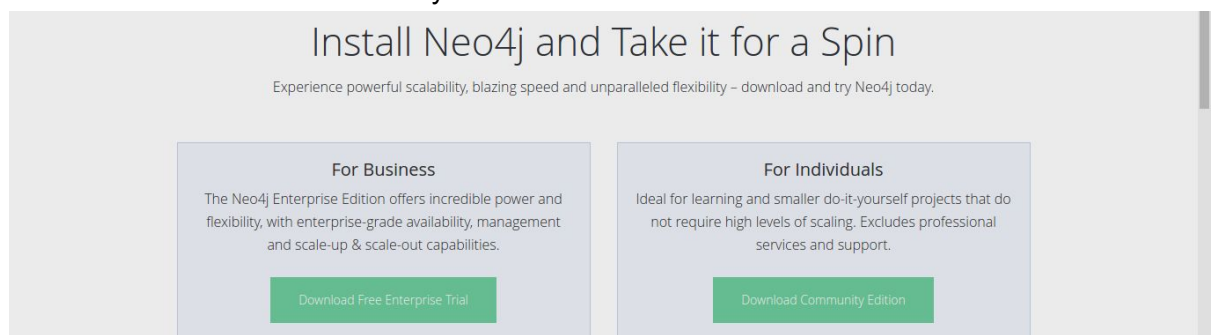 Install Neo4j and Take it for a Spin
Experience powerful scalability, blazing speed and unparalleled flexibility – download and try Neo4j today.
For Business
The Neo4j Enterprise Edition offers incredible power and
flexibility, with enterprise-grade availability, management
and scale-up & scale-out capabilities.
Download Free Enterprise Trial
For Individuals
Ideal for learning and smaller do-it-yourself projects that do
not require high levels of scaling. Excludes professional
services and support.
Download Community Edition